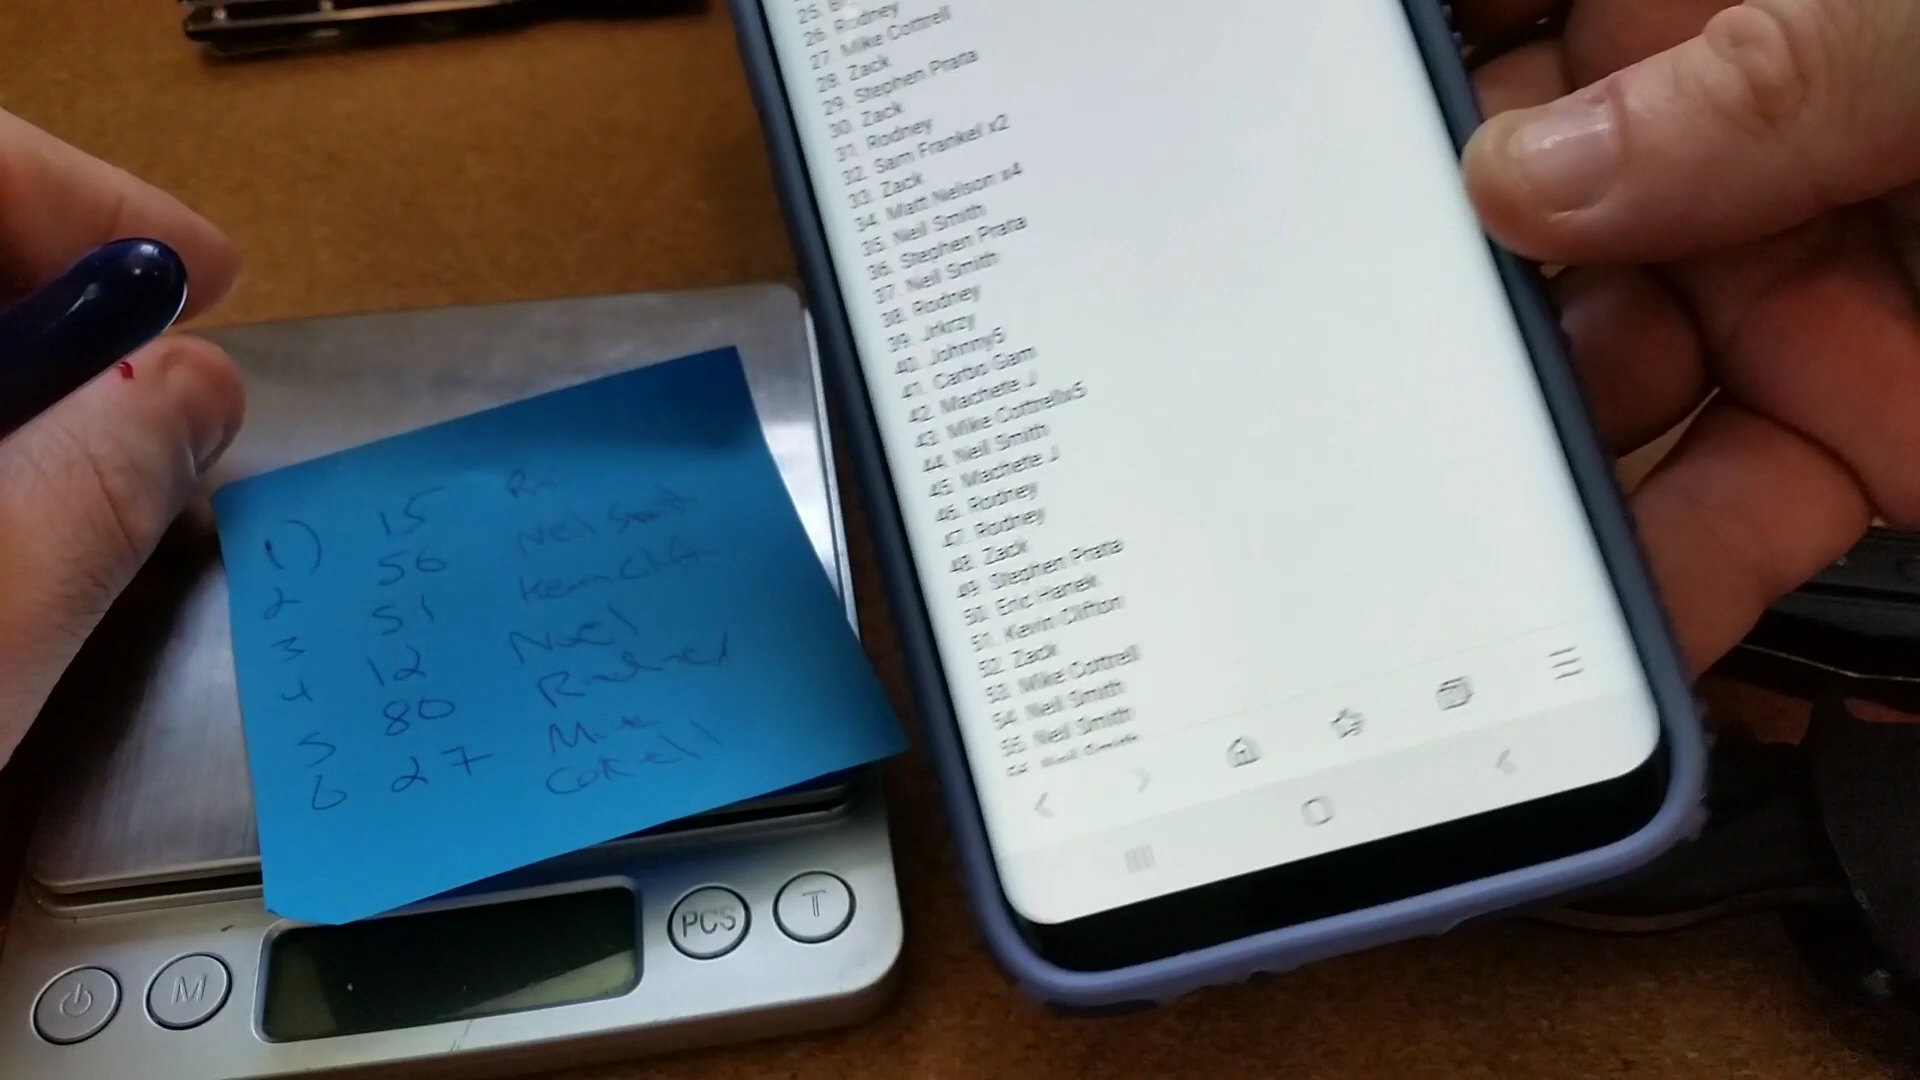 1) 15
2 56 Neil Smith
3 51 Kevin Clifton
4 12 Noel
5 80 Rodney
6 27 Mike
Cottrell
PCS
T
M
25.
26. Rodney
27. Mike Cottrell
28. Zack
29. Stephen Prata
30. Zack
31. Rodney
32. Sam Frankel x2
33. Zack
34. Matt Nelson x4
35. Neil Smith
36. Stephen Prata
37. Neil Smith
38. Rodney
39. Jrkrzy
40. Johnny5
41. Carbo Gam
42. Machete J
43. Mike Cottrellx5
44. Neil Smith
45. Machete J
46. Rodney
47. Rodney
48. Zack
49. Stephen Prata
50. Eric Hanek
51. Kevin Clifton
52. Zack
53. Mike Cottrell
54. Neil Smith
55. Neil Smith